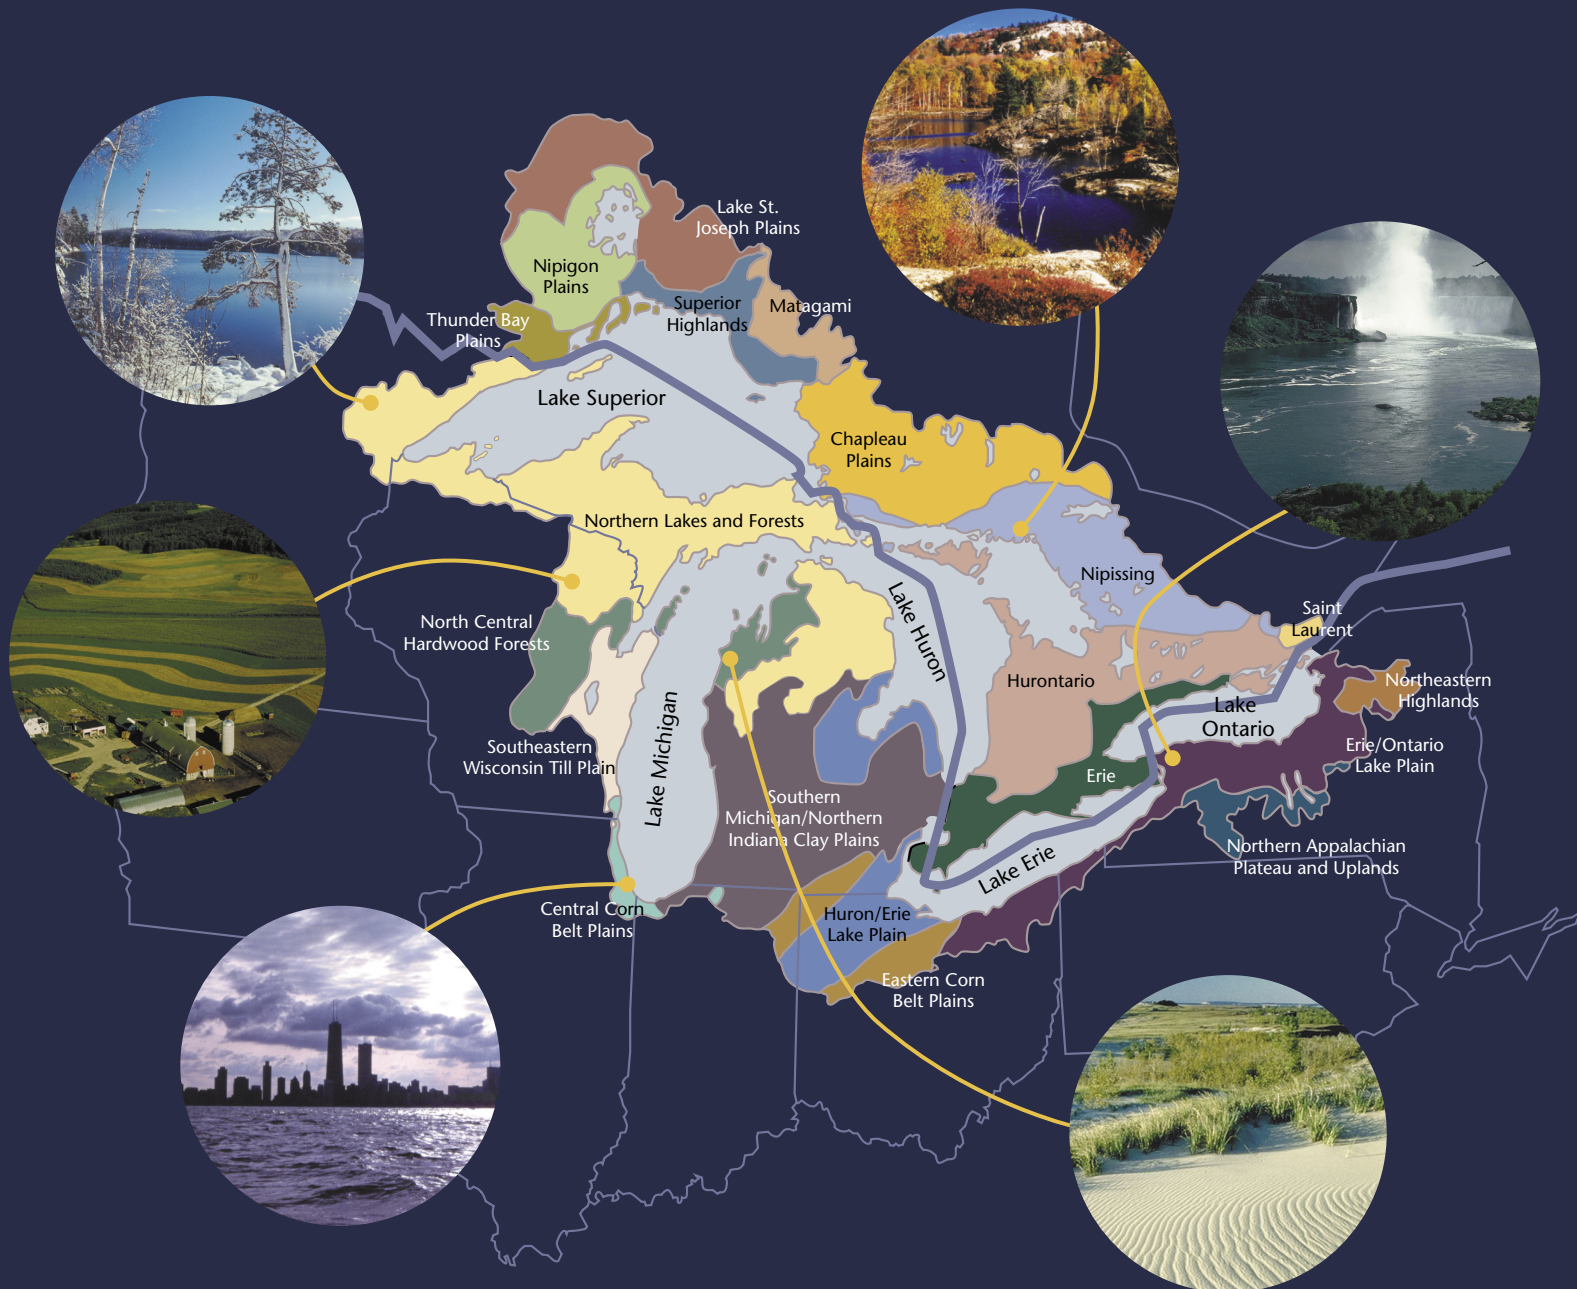 Lake St.
Joseph Plains
Nipigon
Plains
Superior
Highlands
Matagami
Thunder Bay
Plains
Lake Superior
Chapleau
Plains
Northern Lakes and Forests
Nipissing
Lake Huron
North Central
Hardwood Forests
Saint
Laurent
Hurontario
Northeastern
Highlands
Lake
Ontario
Lake Michigan
Southeastern
Wisconsin Till Plain
Erie/Ontario
Lake Plain
Erie
Southern
Michigan/Northern
Indiana Clay Plains
Northern Appalachian
Plateau and Uplands
Lake Erie
Central Corn
Belt Plains
Huron/Erie
Lake Plain
Eastern Corn
Belt Plains